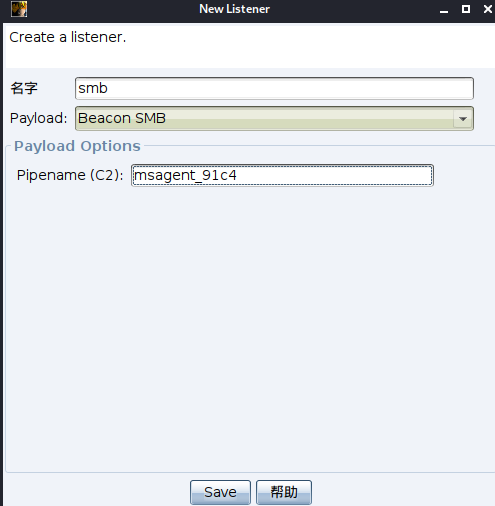 New Listener
Create a listener.
名字 smb
Payload: Beacon SMB
Payload Options
Pipename (C2): msagent_91c4
Save 帮助